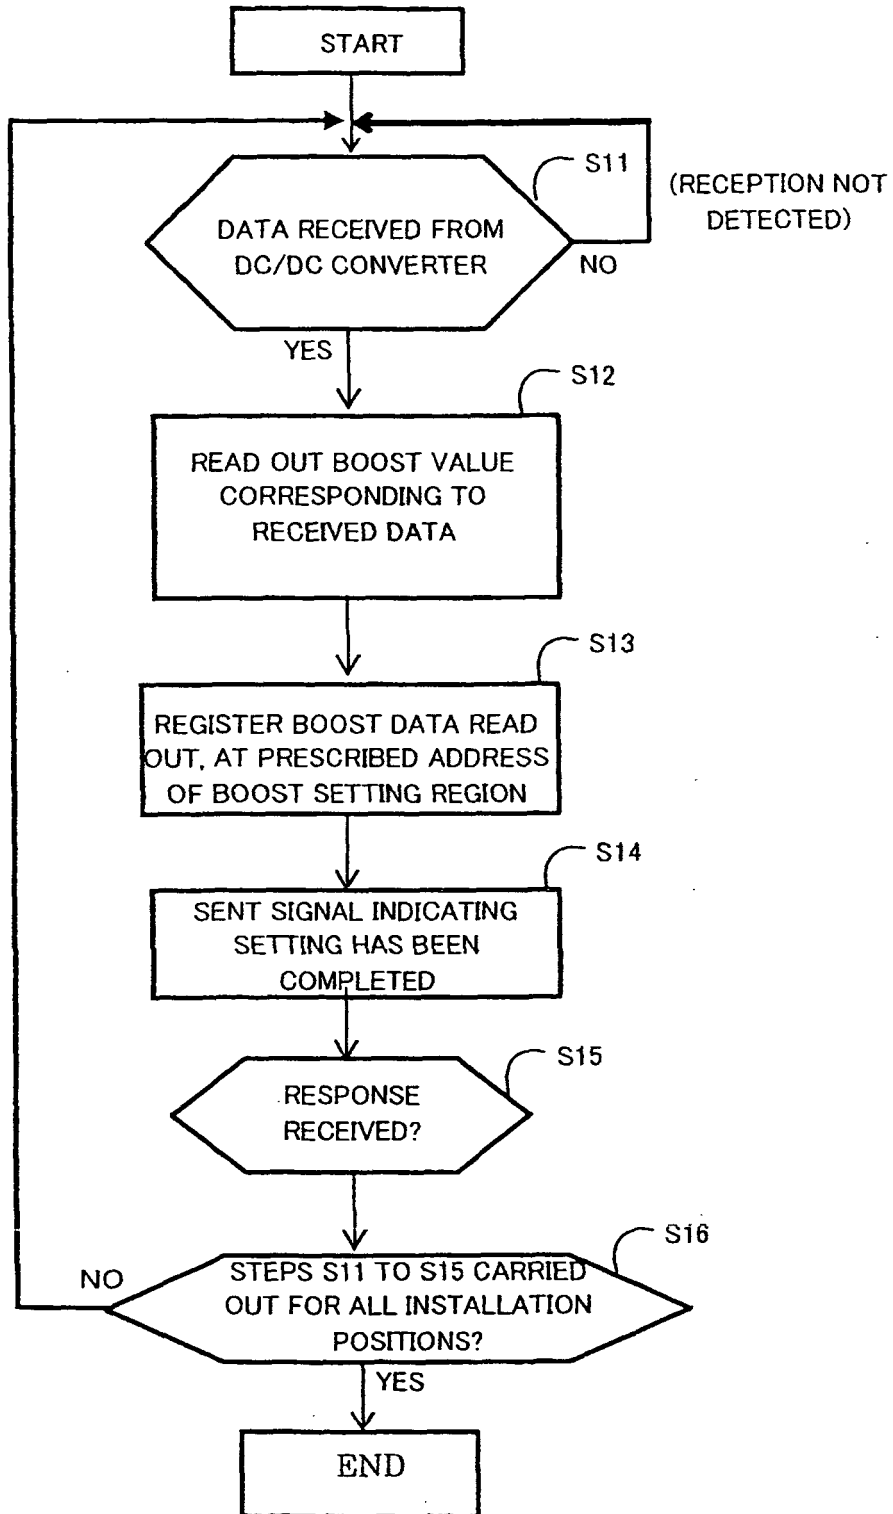 START
S11
(RECEPTION NOT
DETECTED)
DATA RECEIVED FROM
DC/DC CONVERTER
NO
YES
S12
READ OUT BOOST VALUE
CORRESPONDING TO
RECEIVED DATA
S13
REGISTER BOOST DATA READ
OUT, AT PRESCRIBED ADDRESS
OF BOOST SETTING REGION
S14
SENT SIGNAL INDICATING
SETTING HAS BEEN
COMPLETED
S15
RESPONSE
RECEIVED?
S16
NO
STEPS S11 TO S15 CARRIED
OUT FOR ALL INSTALLATION
POSITIONS?
YES
END